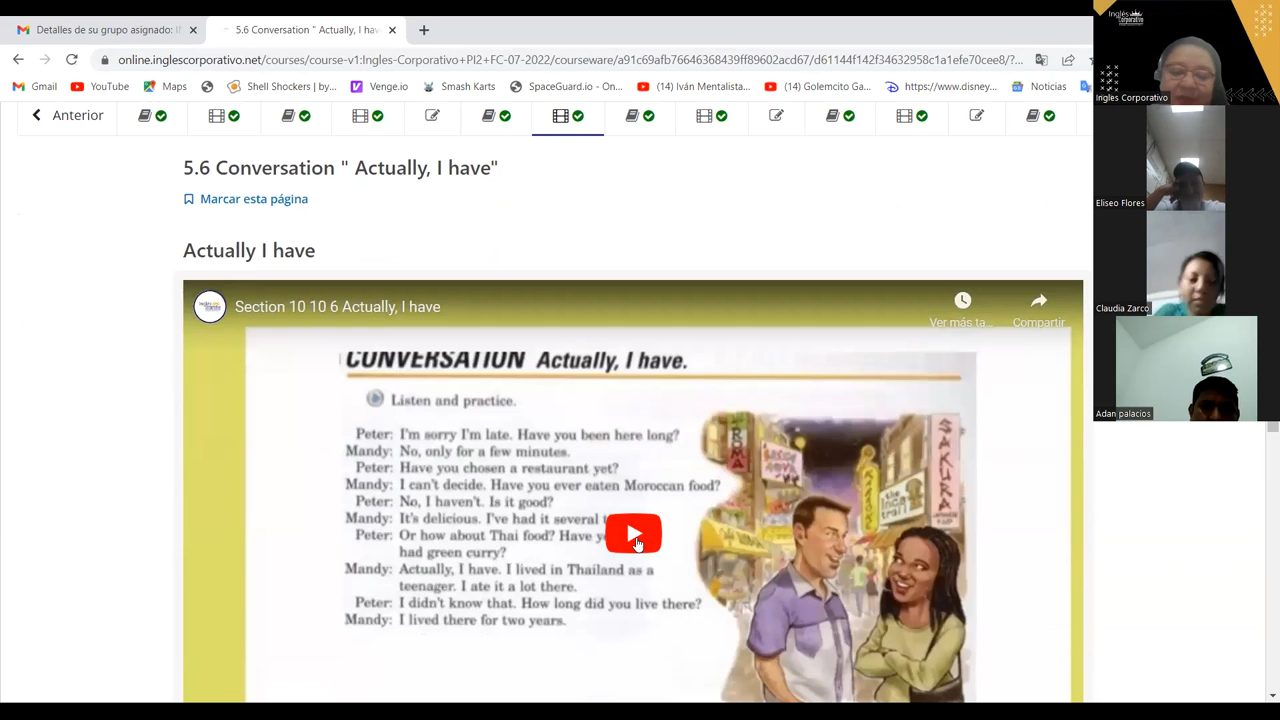 Detalles de su grupo asignado: I
5.6 Conversation " Actually, I hav
online.inglescorporativo.net/courses/course-v1:Ingles-Corporativo+PI2+FC-07-2022/courseware/a91c69afb76646368439ff89602acd67/d61144f142f34632958c1a1efe70cee8/?...
Gmail
YouTube
Maps
Shell Shockers | by...
Venge.io
Smash Karts
SpaceGuard.io - On...
(14) Iván Mentalista...
(14) Golemcito Ga...
https://www.disney...
Noticias
Anterior
5.6 Conversation " Actually, I have"
Marcar esta página
Actually I have
Section 10 10 6 Actually, I have
Ver más ta...
Compartir
CONVERSATION Actually, I have.
Listen and practice.
Peter: I'm sorry I'm late. Have you been here long?
Mandy: No, only for a few minutes.
Peter: Have you chosen a restaurant yet?
Mandy: I can't decide. Have you ever eaten Moroccan food?
Peter: No, I haven't. Is it good?
Mandy: It's delicious. I've had it several t
Peter: Or how about Thai food? Have y
had green curry?
Mandy: Actually, I have. I lived in Thailand as a
teenager. I ate it a lot there.
Peter: I didn't know that. How long did you live there?
Mandy: I lived there for two years.
ROMA
SAKURA
Inglés
Corporativo
Ingles Corporativo
Eliseo Flores
Claudia Zarco
Adan palacios